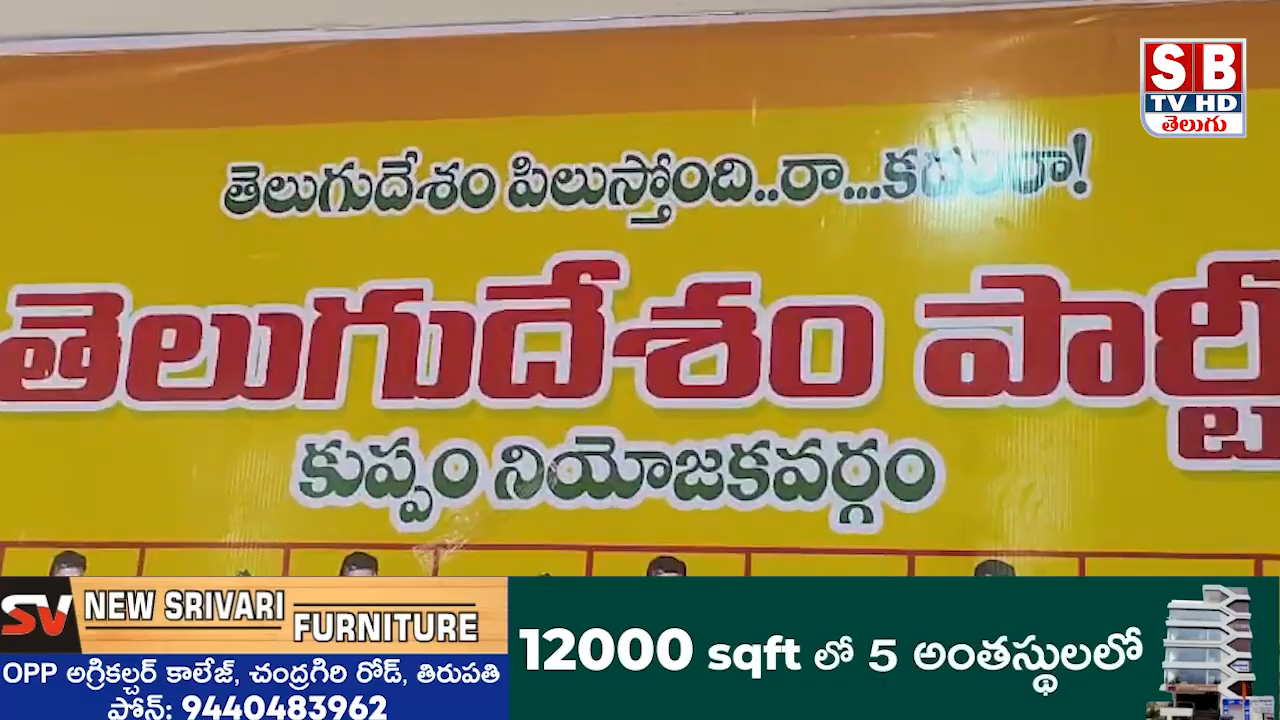 SB
TV HD
తెలుగు
తెలుగుదేశం పిలుస్తోంది..రా...కదలిరా!
తెలుగుదేశం పార్టీ
కుప్పం నియోజకవర్గం
SV NEW SRIVARI FURNITURE
OPP అగ్రికల్చర్ కాలేజ్, చంద్రగిరి రోడ్, తిరుపతి
ఫోన్: 9440483962
12000 sqft లో 5 అంతస్థులలో